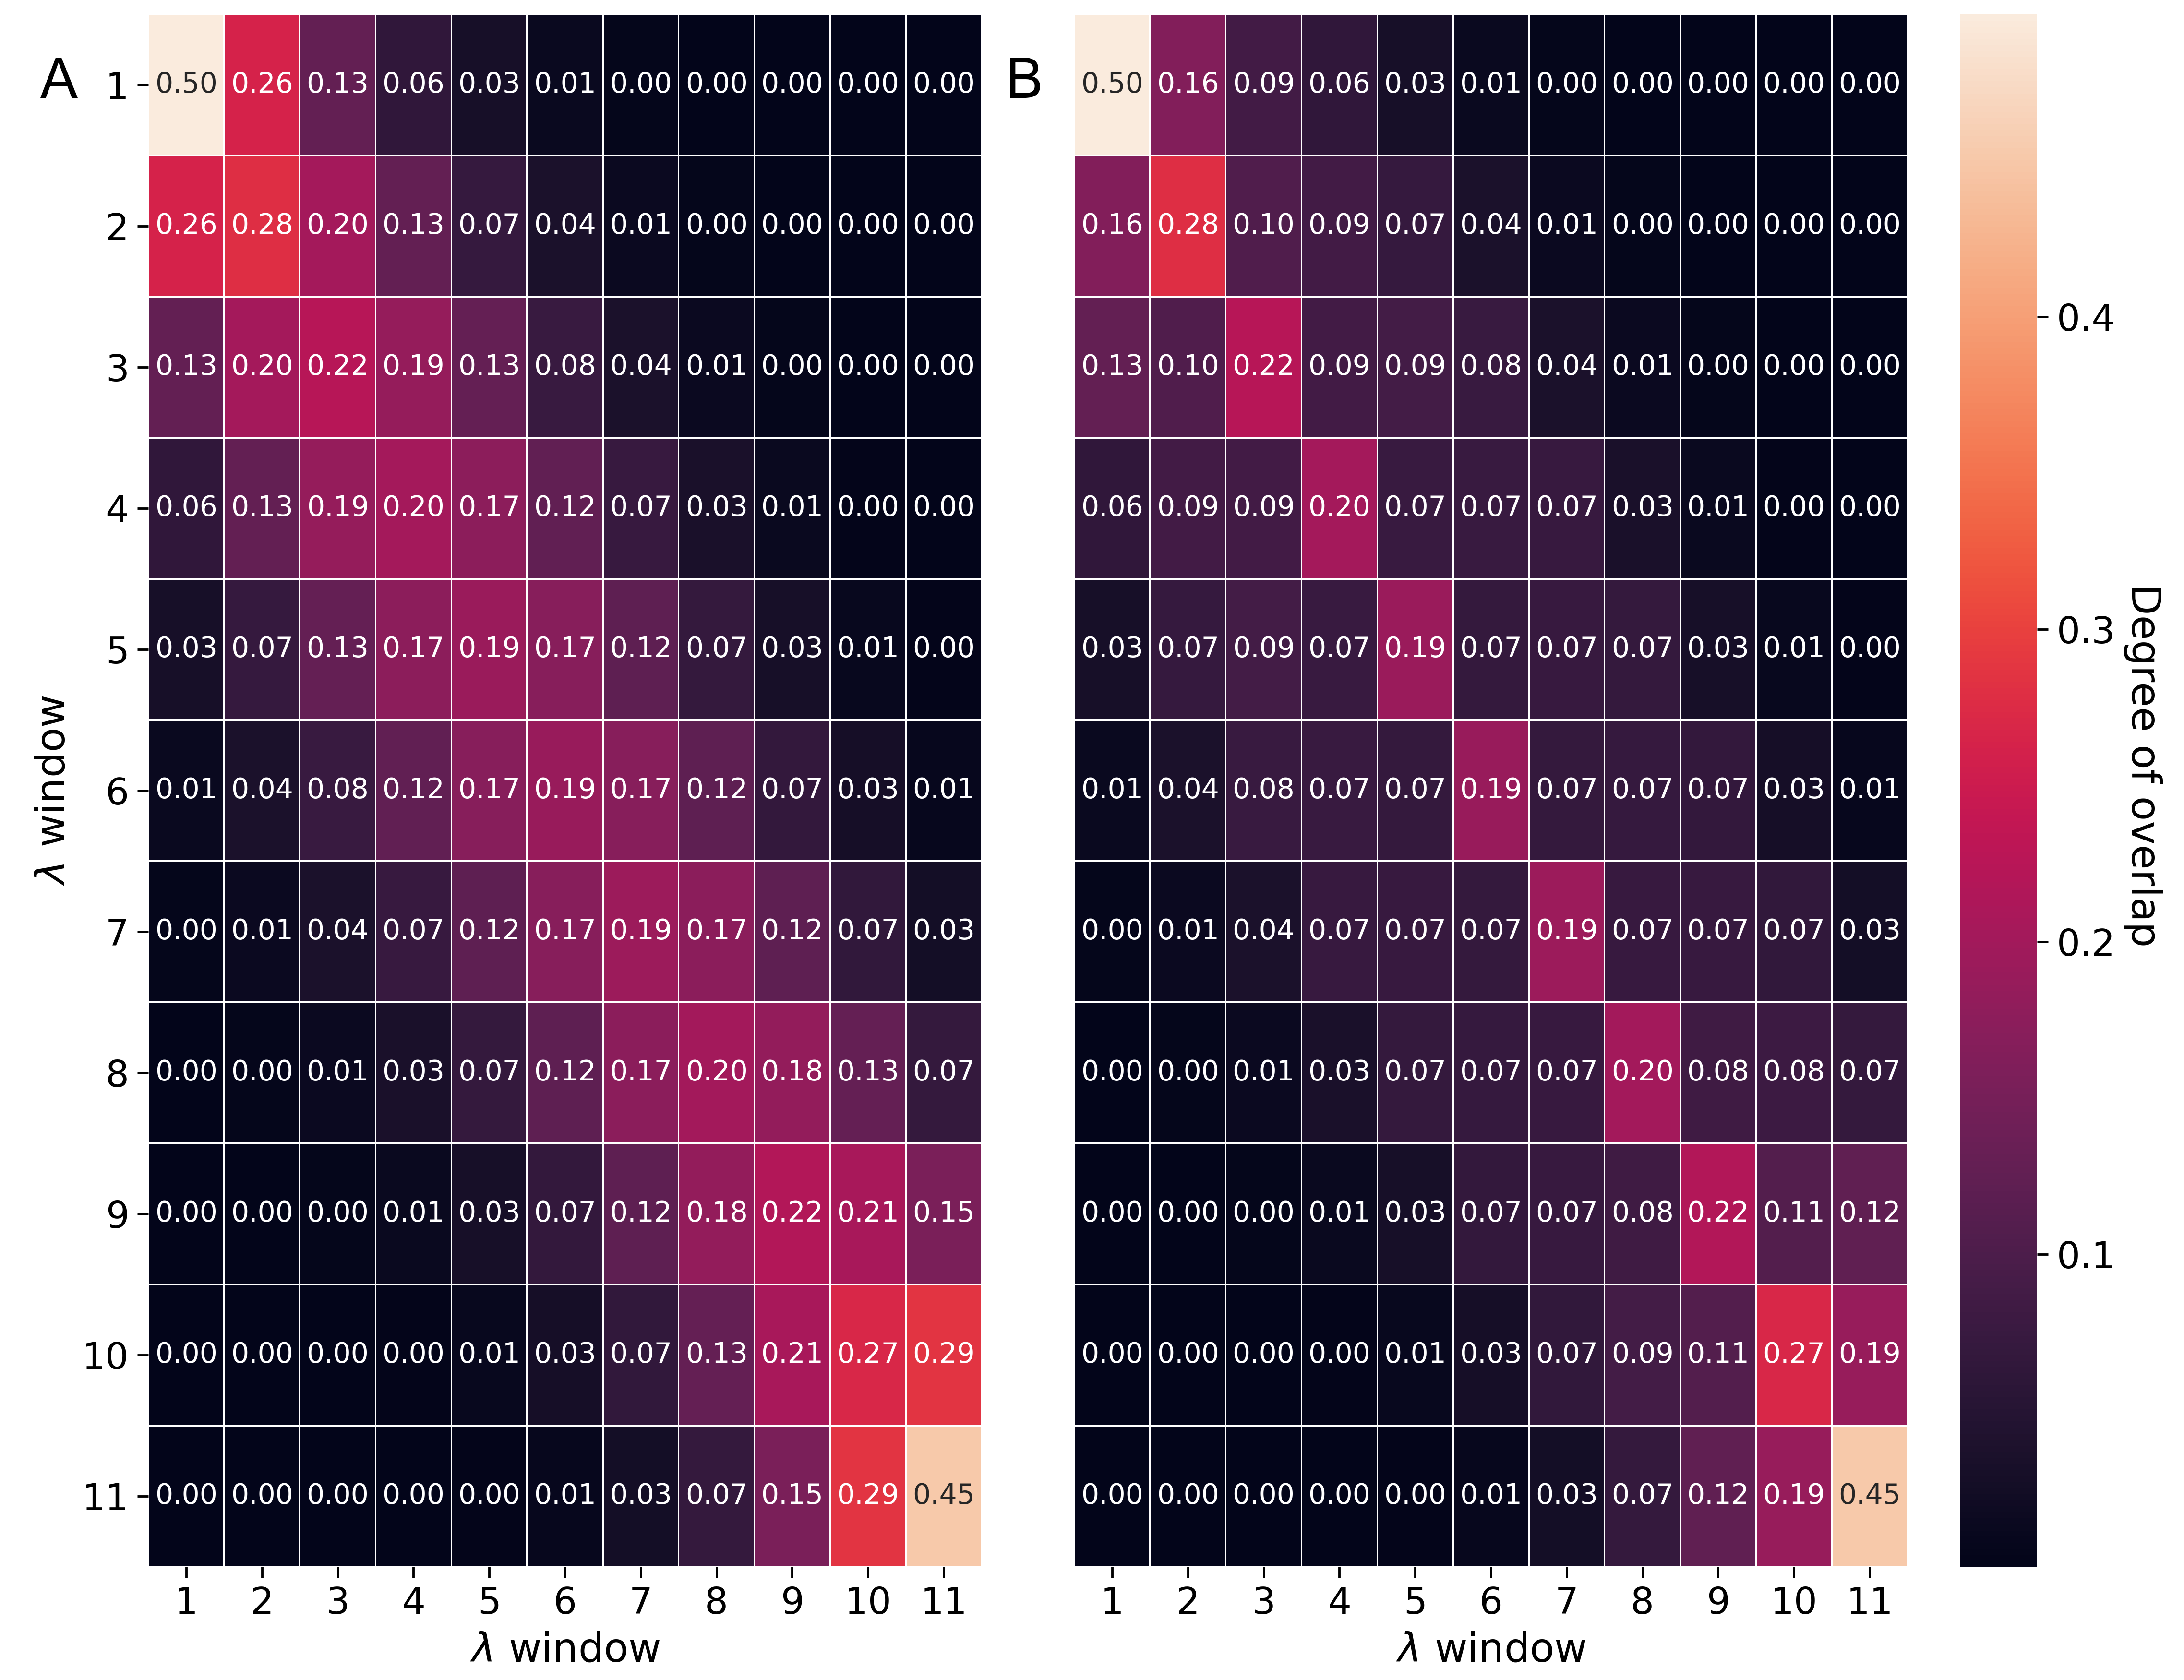 A
1 0.50 0.26 0.13 0.06 0.03 0.01 0.00 0.00 0.00 0.00 0.00
2 0.26 0.28 0.20 0.13 0.07 0.04 0.01 0.00 0.00 0.00 0.00
3 0.13 0.20 0.22 0.19 0.13 0.08 0.04 0.01 0.00 0.00 0.00
4 0.06 0.13 0.19 0.20 0.17 0.12 0.07 0.03 0.01 0.00 0.00
5 0.03 0.07 0.13 0.17 0.19 0.17 0.12 0.07 0.03 0.01 0.00
6 0.01 0.04 0.08 0.12 0.17 0.19 0.17 0.12 0.07 0.03 0.01
7 0.00 0.01 0.04 0.07 0.12 0.17 0.19 0.17 0.12 0.07 0.03
8 0.00 0.00 0.01 0.03 0.07 0.12 0.17 0.20 0.18 0.13 0.07
9 0.00 0.00 0.00 0.01 0.03 0.07 0.12 0.18 0.22 0.21 0.15
10 0.00 0.00 0.00 0.00 0.01 0.03 0.07 0.13 0.21 0.27 0.29
11 0.00 0.00 0.00 0.00 0.00 0.01 0.03 0.07 0.15 0.29 0.45
1 2 3 4 5 6 7 8 9 10 11
λ window
λ window
B
0.50 0.16 0.09 0.06 0.03 0.01 0.00 0.00 0.00 0.00 0.00
0.16 0.28 0.10 0.09 0.07 0.04 0.01 0.00 0.00 0.00 0.00
0.13 0.10 0.22 0.09 0.09 0.08 0.04 0.01 0.00 0.00 0.00
0.06 0.09 0.09 0.20 0.07 0.07 0.07 0.03 0.01 0.00 0.00
0.03 0.07 0.09 0.07 0.19 0.07 0.07 0.07 0.03 0.01 0.00
0.01 0.04 0.08 0.07 0.07 0.19 0.07 0.07 0.07 0.03 0.01
0.00 0.01 0.04 0.07 0.07 0.07 0.19 0.07 0.07 0.07 0.03
0.00 0.00 0.01 0.03 0.07 0.07 0.07 0.20 0.08 0.08 0.07
0.00 0.00 0.00 0.01 0.03 0.07 0.07 0.08 0.22 0.11 0.12
0.00 0.00 0.00 0.00 0.01 0.03 0.07 0.09 0.11 0.27 0.19
0.00 0.00 0.00 0.00 0.00 0.01 0.03 0.07 0.12 0.19 0.45
1 2 3 4 5 6 7 8 9 10 11
λ window
0.4
0.3
0.2
0.1
Degree of overlap